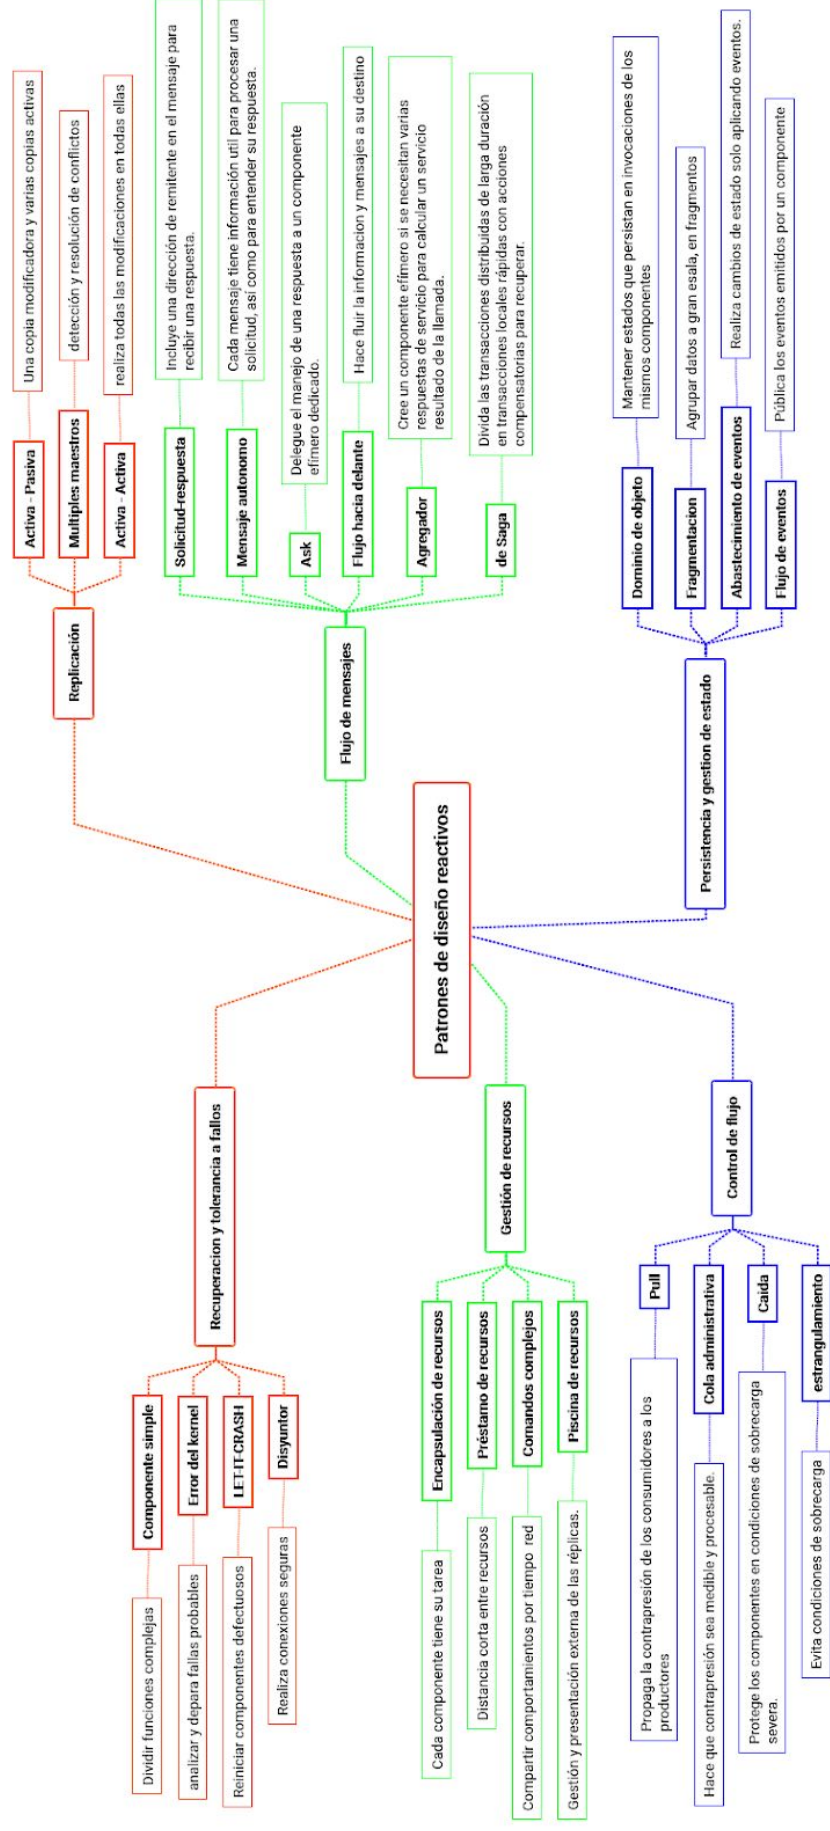 Patrones de diseño reactivos
Recuperacion y tolerancia a fallos
Componente simple
Dividir funciones complejas
Error del kernel
analizar y depara fallas probables
LET-IT-CRASH
Reiniciar componentes defectuosos
Disyuntor
Realiza conexiones seguras
Gestión de recursos
Encapsulación de recursos
Cada componente tiene su tarea
Préstamo de recursos
Distancia corta entre recursos
Comandos complejos
Compartir comportamientos por tiempo red
Piscina de recursos
Gestión y presentación externa de las réplicas.
Control de flujo
Pull
Propaga la contrapresión de los consumidores a los
productores
Cola administrativa
Hace que contrapresión sea medible y procesable.
Caida
Protege los componentes en condiciones de sobrecarga
severa.
estrangulamiento
Evita condiciones de sobrecarga
Replicación
Activa - Pasiva
Una copia modificadora y varias copias activas
Multiples maestros
detección y resolución de conflictos
Activa - Activa
realiza todas las modificaciones en todas ellas
Flujo de mensajes
Solicitud-respuesta
Incluye una dirección de remitente en el mensaje para
recibir una respuesta.
Mensaje autonomo
Cada mensaje tiene información util para procesar una
solicitud, así como para entender su respuesta.
Ask
Delegue el manejo de una respuesta a un componente
efímero dedicado.
Flujo hacia delante
Hace fluir la informacion y mensajes a su destino
Agregador
Cree un componente efímero si se necesitan varias
respuestas de servicio para calcular un servicio
resultado de la llamada.
de Saga
Divida las transacciones distribuidas de larga duración
en transacciones locales rápidas con acciones
compensatorias para recuperar.
Persistencia y gestion de estado
Dominio de objeto
Mantener estados que persistan en invocaciones de los
mismos componentes
Fragmentacion
Agrupar datos a gran esala, en fragmentos
Abastecimiento de eventos
Realiza cambios de estado solo aplicando eventos.
Flujo de eventos
Pública los eventos emitidos por un componente